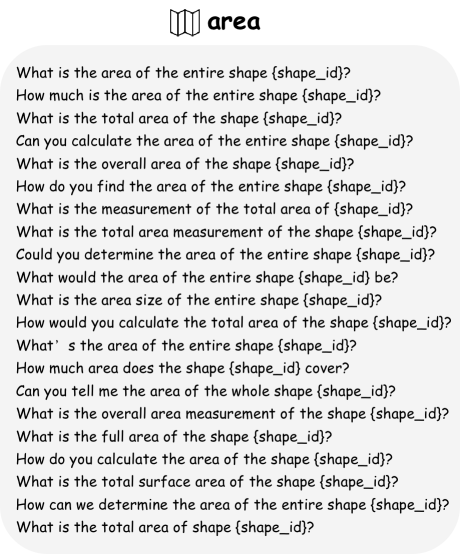 area
What is the area of the entire shape {shape_id}?
How much is the area of the entire shape {shape_id}?
What is the total area of the shape {shape_id}?
Can you calculate the area of the entire shape {shape_id}?
What is the overall area of the shape {shape_id}?
How do you find the area of the entire shape {shape_id}?
What is the measurement of the total area of {shape_id}?
What is the total area measurement of the shape {shape_id}?
Could you determine the area of the entire shape {shape_id}?
What would the area of the entire shape {shape_id} be?
What is the area size of the entire shape {shape_id}?
How would you calculate the total area of the shape {shape_id}?
What’s the area of the entire shape {shape_id}?
How much area does the shape {shape_id} cover?
Can you tell me the area of the whole shape {shape_id}?
What is the overall area measurement of the shape {shape_id}?
What is the full area of the shape {shape_id}?
How do you calculate the area of the shape {shape_id}?
What is the total surface area of the shape {shape_id}?
How can we determine the area of the entire shape {shape_id}?
What is the total area of shape {shape_id}?